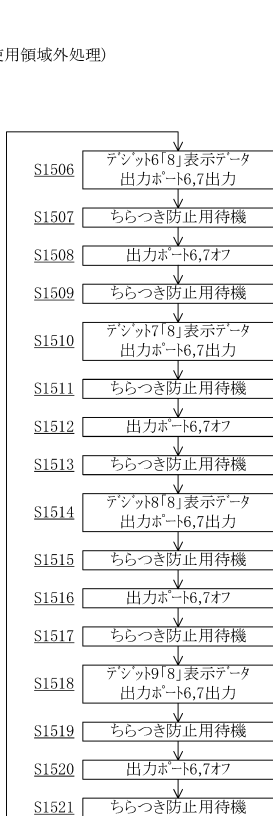 使用領域外処理)
S1506
デジット6「8」表示データ
出力ポート6,7出力
S1507
ちらつき防止用待機
S1508
出力ポート6,7オフ
S1509
ちらつき防止用待機
S1510
デジット7「8」表示データ
出力ポート6,7出力
S1511
ちらつき防止用待機
S1512
出力ポート6,7オフ
S1513
ちらつき防止用待機
S1514
デジット8「8」表示データ
出力ポート6,7出力
S1515
ちらつき防止用待機
S1516
出力ポート6,7オフ
S1517
ちらつき防止用待機
S1518
デジット9「8」表示データ
出力ポート6,7出力
S1519
ちらつき防止用待機
S1520
出力ポート6,7オフ
S1521
ちらつき防止用待機